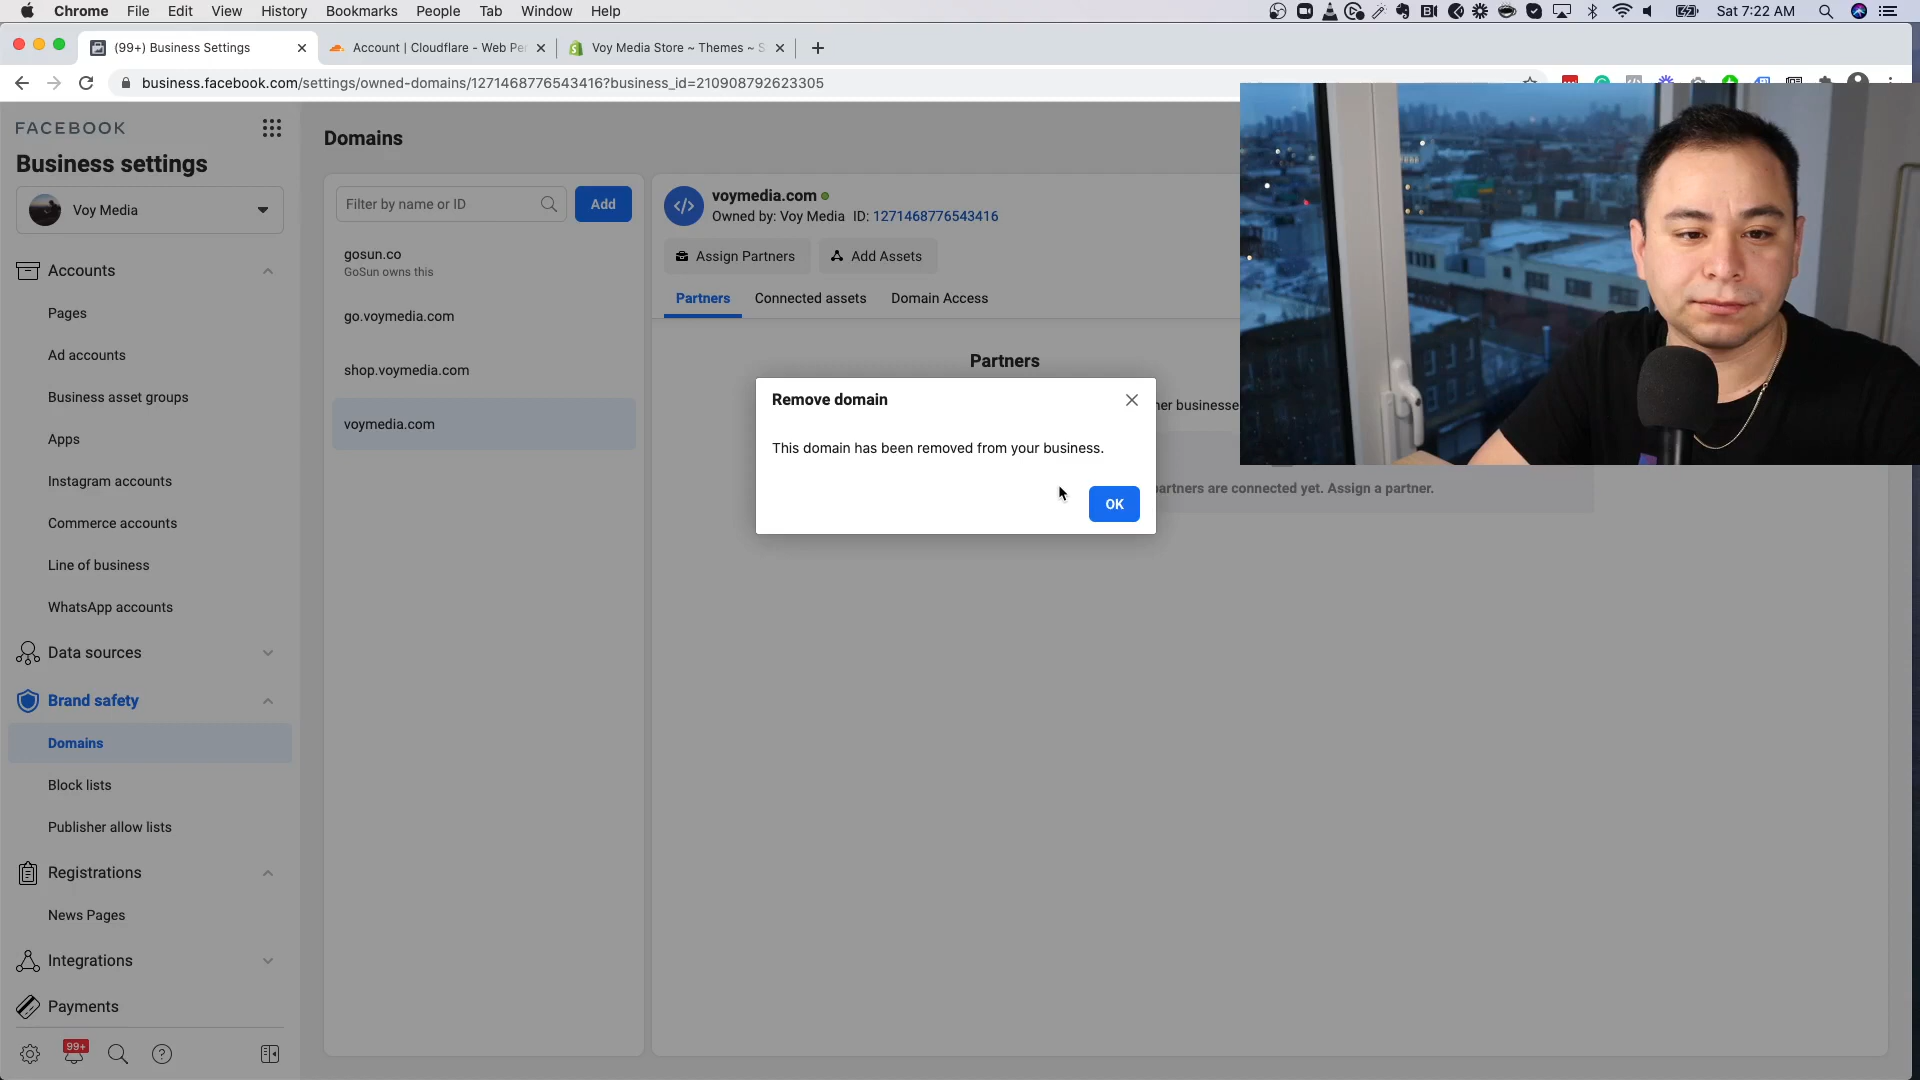 Chrome File Edit View History Bookmarks People Tab Window Help
Sat 7:22 AM
(99+) Business Settings
Account | Cloudflare - Web Pe
Voy Media Store ~ Themes ~ S
business.facebook.com/settings/owned-domains/1271468776543416?business_id=210908792623305
FACEBOOK
Business settings
Voy Media
Accounts
Pages
Ad accounts
Business asset groups
Apps
Instagram accounts
Commerce accounts
Line of business
WhatsApp accounts
Data sources
Brand safety
Domains
Block lists
Publisher allow lists
Registrations
News Pages
Integrations
Payments
99+
Domains
Filter by name or ID
Add
gosun.co
GoSun owns this
go.voymedia.com
shop.voymedia.com
voymedia.com
voymedia.com
Owned by: Voy Media ID: 1271468776543416
Assign Partners Add Assets
Partners Connected assets Domain Access
Partners
her businesse
Remove domain
This domain has been removed from your business.
OK
partners are connected yet. Assign a partner.